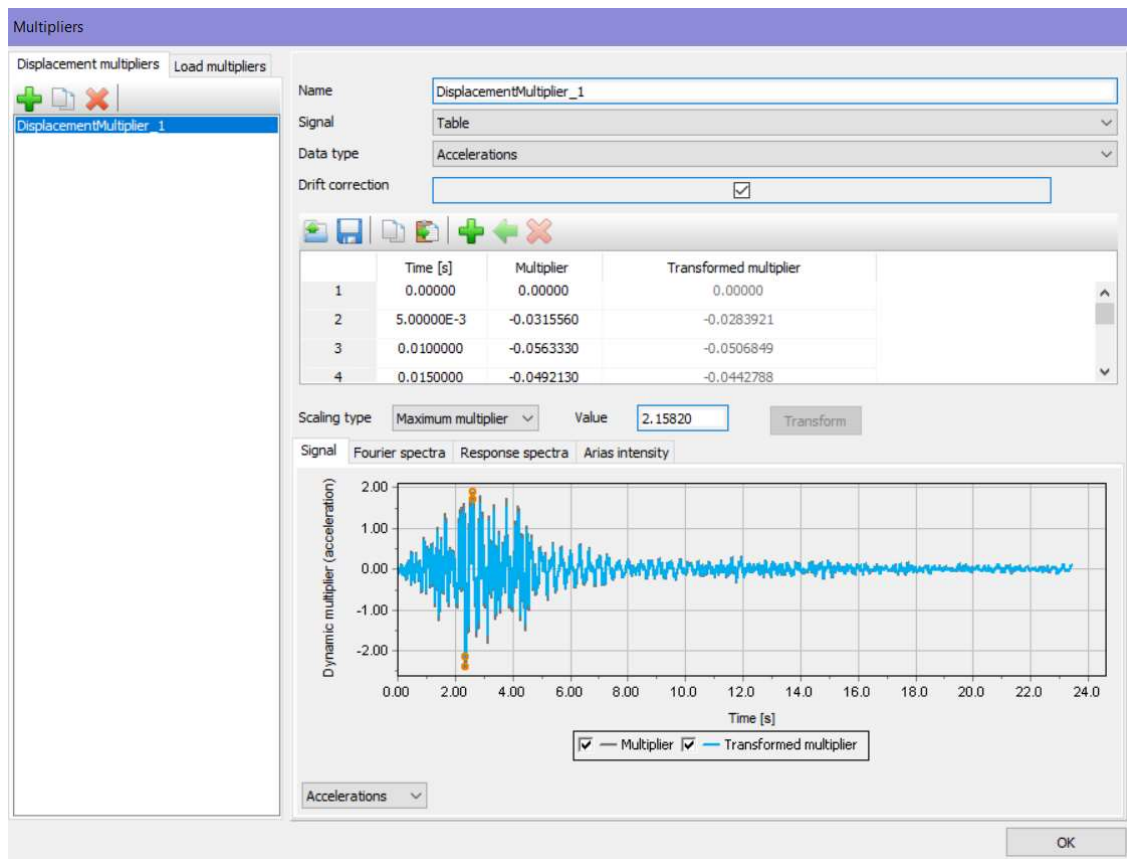 Multipliers
Displacement multipliers Load multipliers
DisplacementMultiplier_1
Name DisplacementMultiplier_1
Signal Table
Data type Accelerations
Drift correction
Time [s] Multiplier Transformed multiplier
1 0.00000 0.00000 0.00000
2 5.00000E-3 -0.0315560 -0.0283921
3 0.0100000 -0.0563330 -0.0506849
4 0.0150000 -0.0492130 -0.0442788
Scaling type Maximum multiplier Value 2.15820 Transform
Signal Fourier spectra Response spectra Arias intensity
Dynamic multiplier (acceleration)
2.00
1.00
0.00
-1.00
-2.00
0.00 2.00 4.00 6.00 8.00 10.0 12.0 14.0 16.0 18.0 20.0 22.0 24.0
Time [s]
Multiplier Transformed multiplier
Accelerations
OK